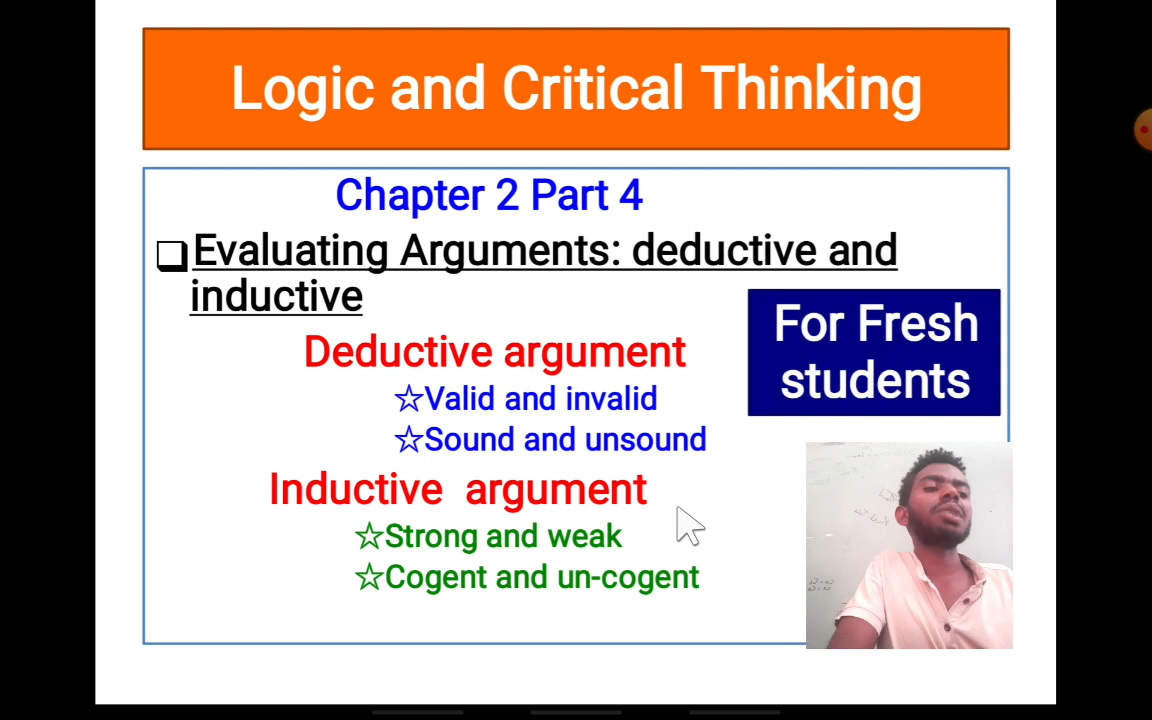 Logic and Critical Thinking
Chapter 2 Part 4
Evaluating Arguments: deductive and
inductive
For Fresh
students
Deductive argument
☆Valid and invalid
☆Sound and unsound
Inductive argument
☆Strong and weak
☆Cogent and un-cogent